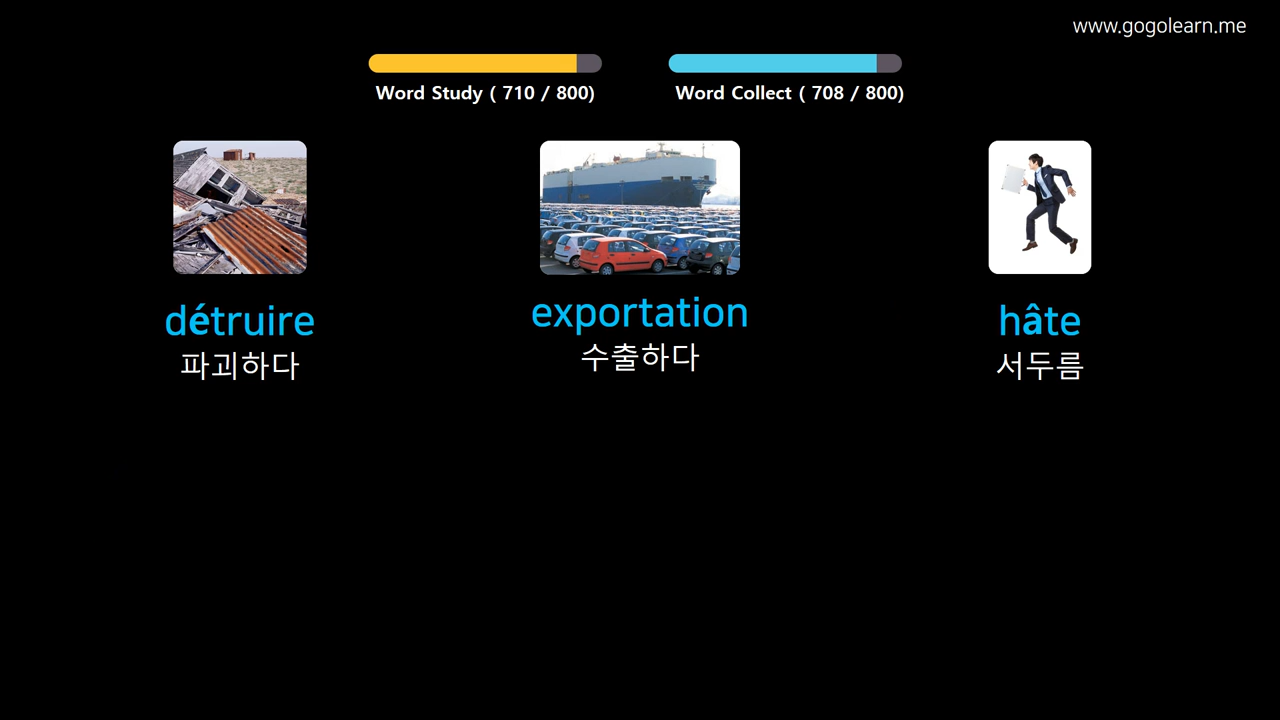 www.gogolearn.me
Word Study ( 710 / 800)
Word Collect ( 708 / 800)
détruire
파괴하다
exportation
수출하다
hâte
서두름